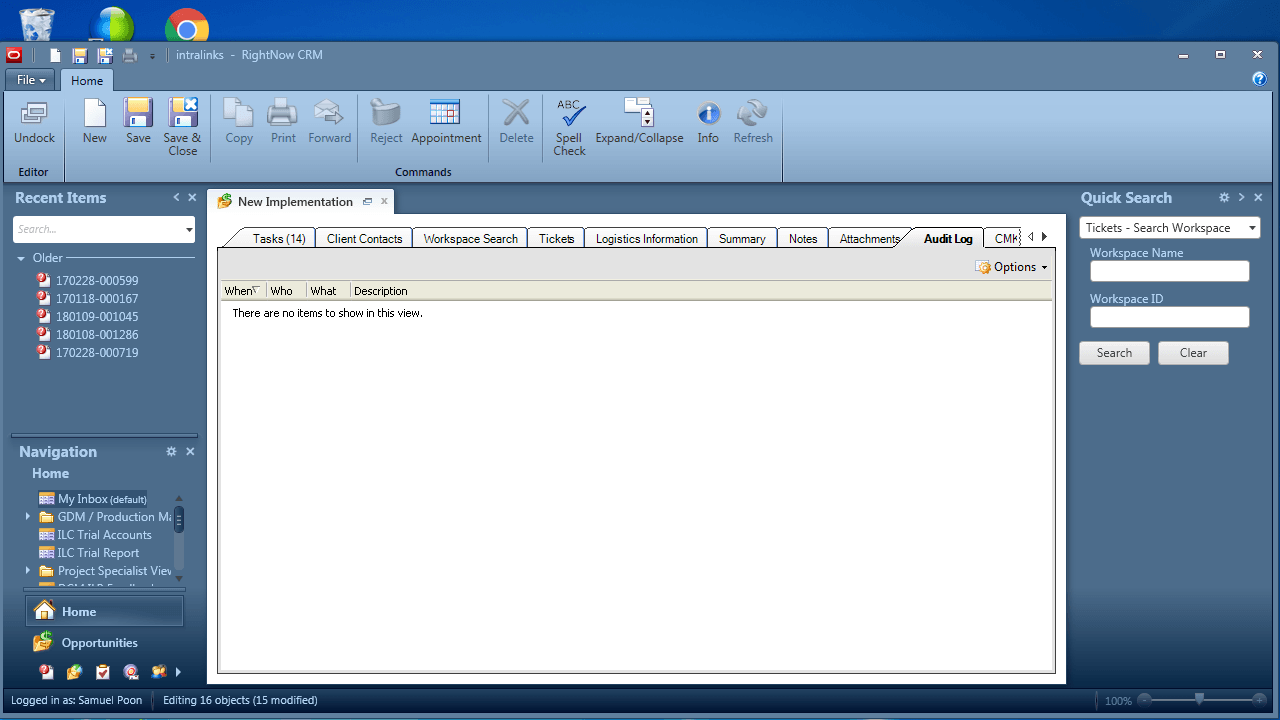 intralinks - RightNow CRM
File
Home
Undock
New
Save
Save & Close
Copy
Print
Forward
Reject
Appointment
Delete
ABC
Spell Check
Expand/Collapse
Info
Refresh
Editor
Commands
Recent Items
Search...
Older
170228-000599
170118-000167
180109-001045
180108-001286
170228-000719
Navigation
Home
My Inbox (default)
GDM / Production Ma
ILC Trial Accounts
ILC Trial Report
Project Specialist View
Home
Opportunities
New Implementation
Tasks (14)
Client Contacts
Workspace Search
Tickets
Logistics Information
Summary
Notes
Attachments
Audit Log
CMK
Options
When
Who
What
Description
There are no items to show in this view.
Quick Search
Tickets - Search Workspace
Workspace Name
Workspace ID
Search
Clear
Logged in as: Samuel Poon
Editing 16 objects (15 modified)
100%